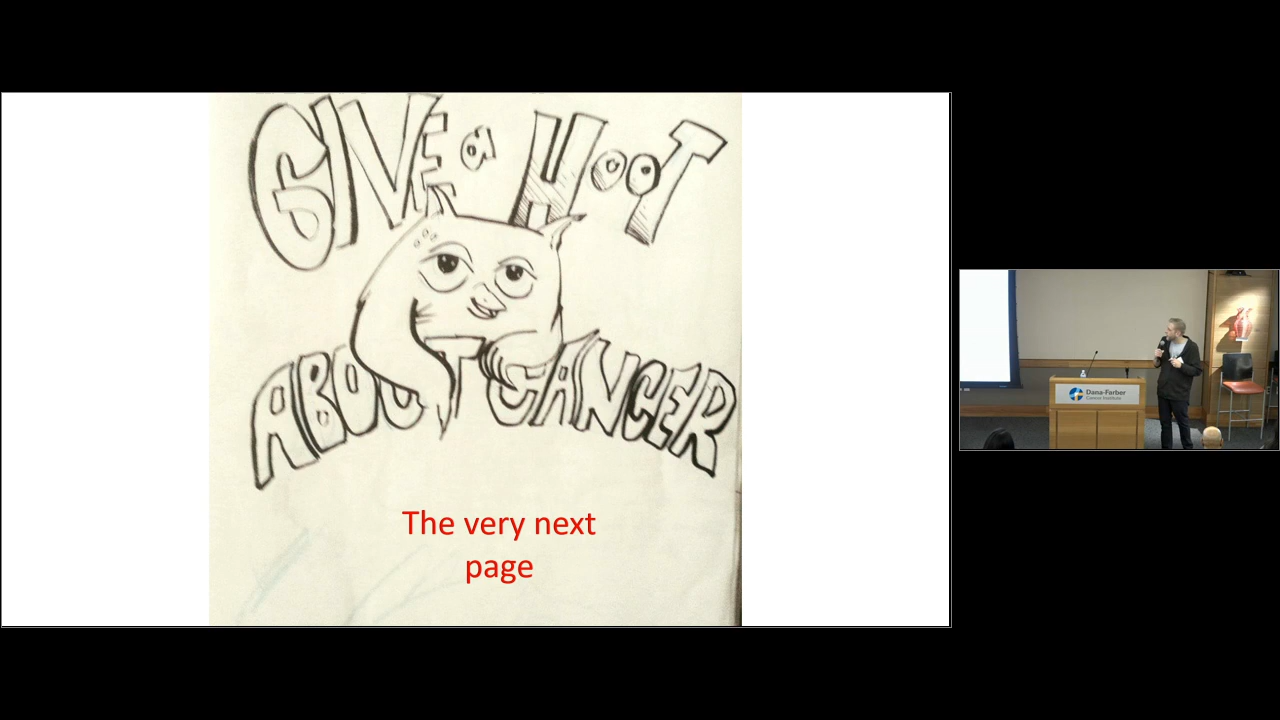 GIVE a HOOT
ABOUT CANCER
The very next
page
Dana-Farber
Cancer Institute